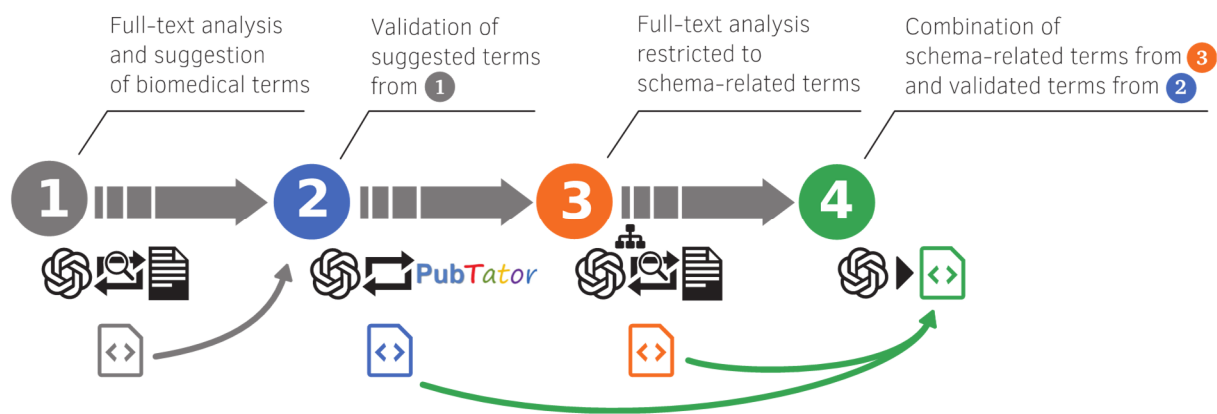 Full-text analysis
and suggestion
of biomedical terms
Validation of
suggested terms
from 1
Full-text analysis
restricted to
schema-related terms
Combination of
schema-related terms from 3
and validated terms from 2
1
2
3
4
PubTator